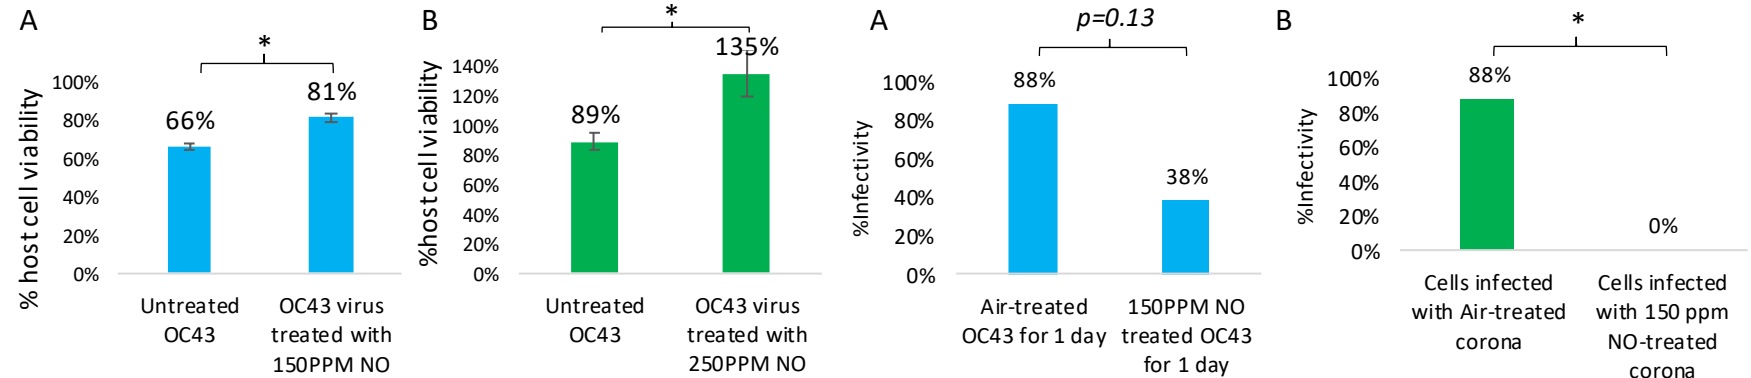 A
*
% host cell viability
100%
80%
60%
40%
20%
0%
66%
81%
Untreated
OC43
OC43 virus
treated with
150PPM NO
B
*
%host cell viability
140%
120%
100%
80%
60%
40%
20%
0%
89%
135%
Untreated
OC43
OC43 virus
treated with
250PPM NO
A
p=0.13
%Infectivity
100%
80%
60%
40%
20%
0%
88%
38%
Air-treated
OC43 for 1 day
150PPM NO
treated OC43
for 1 day
B
*
%Infectivity
100%
80%
60%
40%
20%
0%
88%
0%
Cells infected
with Air-treated
corona
Cells infected
with 150 ppm
NO-treated
corona